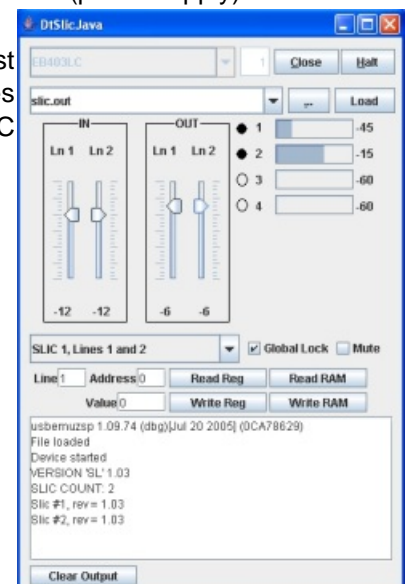 DtSlic.Java
st
EB403LC 1 Close Halt
es
slic.out ... Load
C
IN OUT
1 -45
Ln 1 Ln 2 Ln 1 Ln 2
2 -15
3 -60
4 -60
-12 -12 -6 -6
SLIC 1, Lines 1 and 2 Global Lock Mute
Line 1 Address 0 Read Reg Read RAM
Value 0 Write Reg Write RAM
usbemuzsp 1.09.74 (dbg)|Jul 20 2005| (0CA78629)
File loaded
Device started
VERSION 'SL' 1.03
SLIC COUNT: 2
Slic #1, rev = 1.03
Slic #2, rev = 1.03
Clear Output